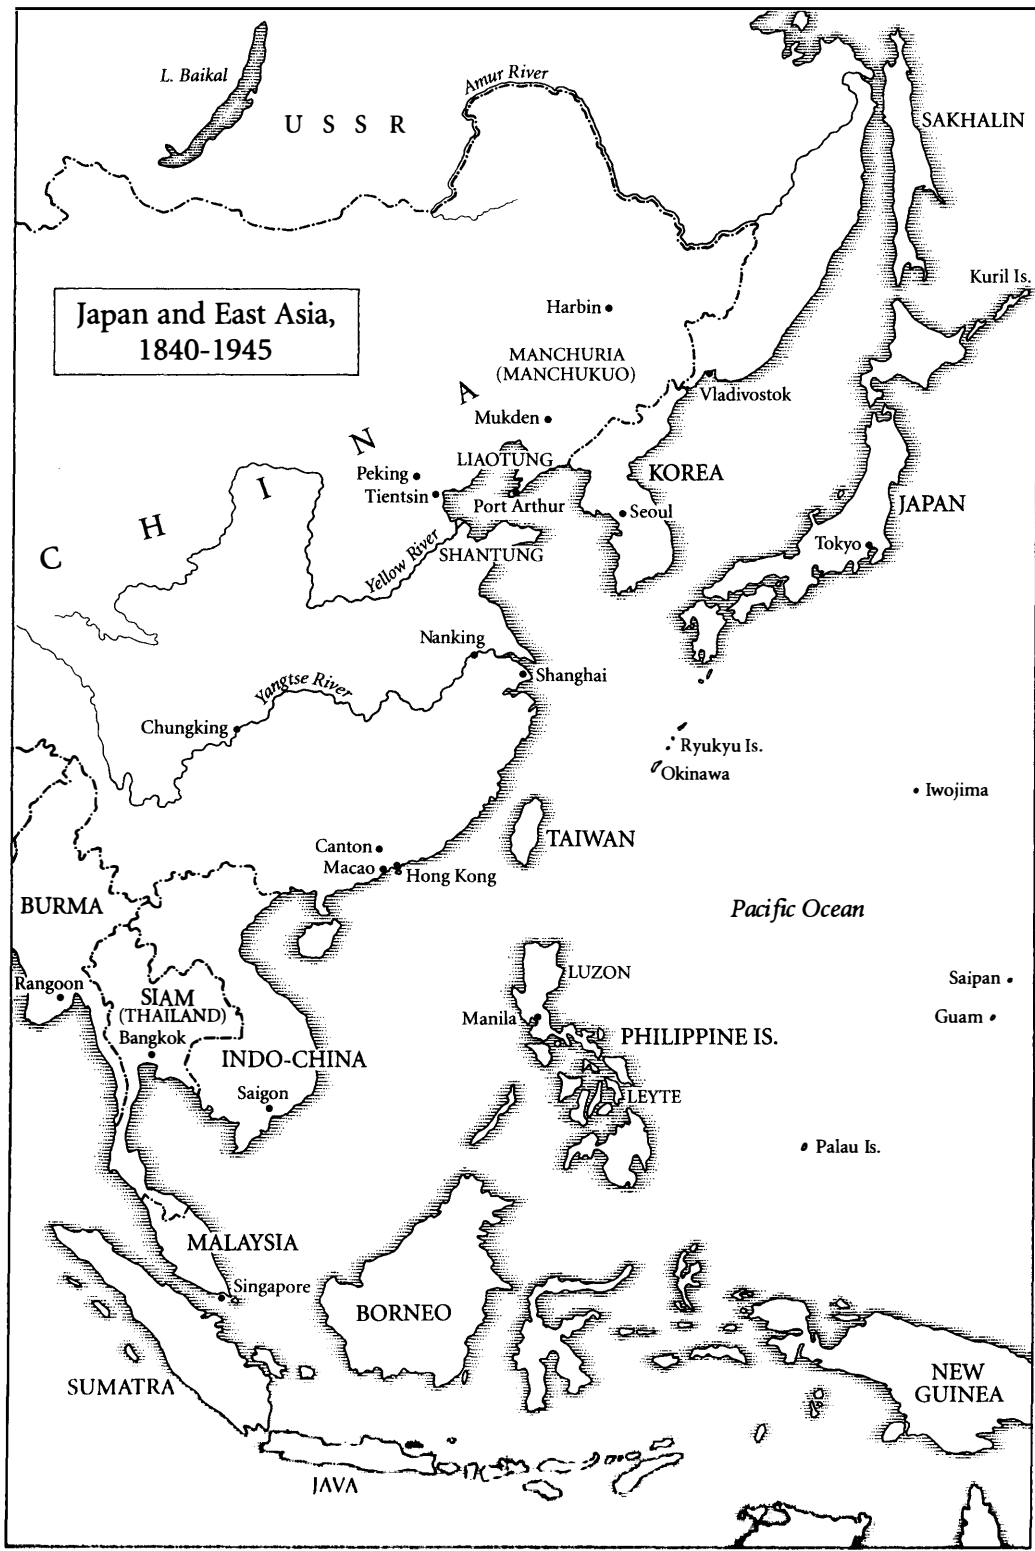 L. Baikal
Amur River
U S S R
SAKHALIN
Kuril Is.
Japan and East Asia,
1840-1945
Harbin
MANCHURIA
(MANCHUKUO)
Vladivostok
C H I N A
Mukden
Peking
LIAOTUNG
KOREA
Tientsin
Port Arthur
Seoul
JAPAN
Tokyo
Yellow River
SHANTUNG
Nanking
Shanghai
Yangtse River
Chungking
Ryukyu Is.
Okinawa
Iwojima
Canton
TAIWAN
Macao
Hong Kong
BURMA
Pacific Ocean
Rangoon
LUZON
Saipan
SIAM
(THAILAND)
Manila
Guam
Bangkok
PHILIPPINE IS.
INDO-CHINA
Saigon
LEYTE
Palau Is.
MALAYSIA
Singapore
BORNEO
SUMATRA
NEW
GUINEA
JAVA